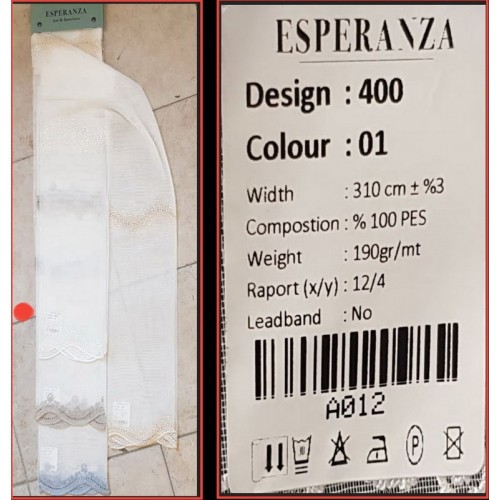 ESPERANZA
ESPERANZA
Design : 400
Colour : 01
Width : 310 cm ± %3
Compostion : % 100 PES
Weight : 190gr/mt
Raport (x/y) : 12/4
Leadband : No
A012
P